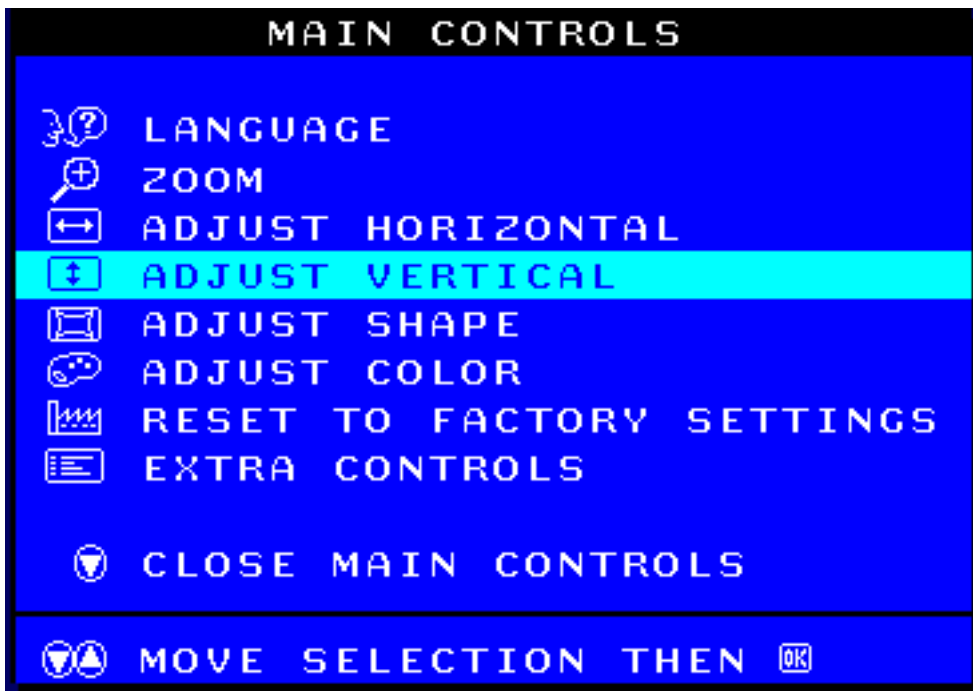 MAIN CONTROLS
LANGUAGE
ZOOM
ADJUST HORIZONTAL
ADJUST VERTICAL
ADJUST SHAPE
ADJUST COLOR
RESET TO FACTORY SETTINGS
EXTRA CONTROLS
CLOSE MAIN CONTROLS
MOVE SELECTION THEN OK